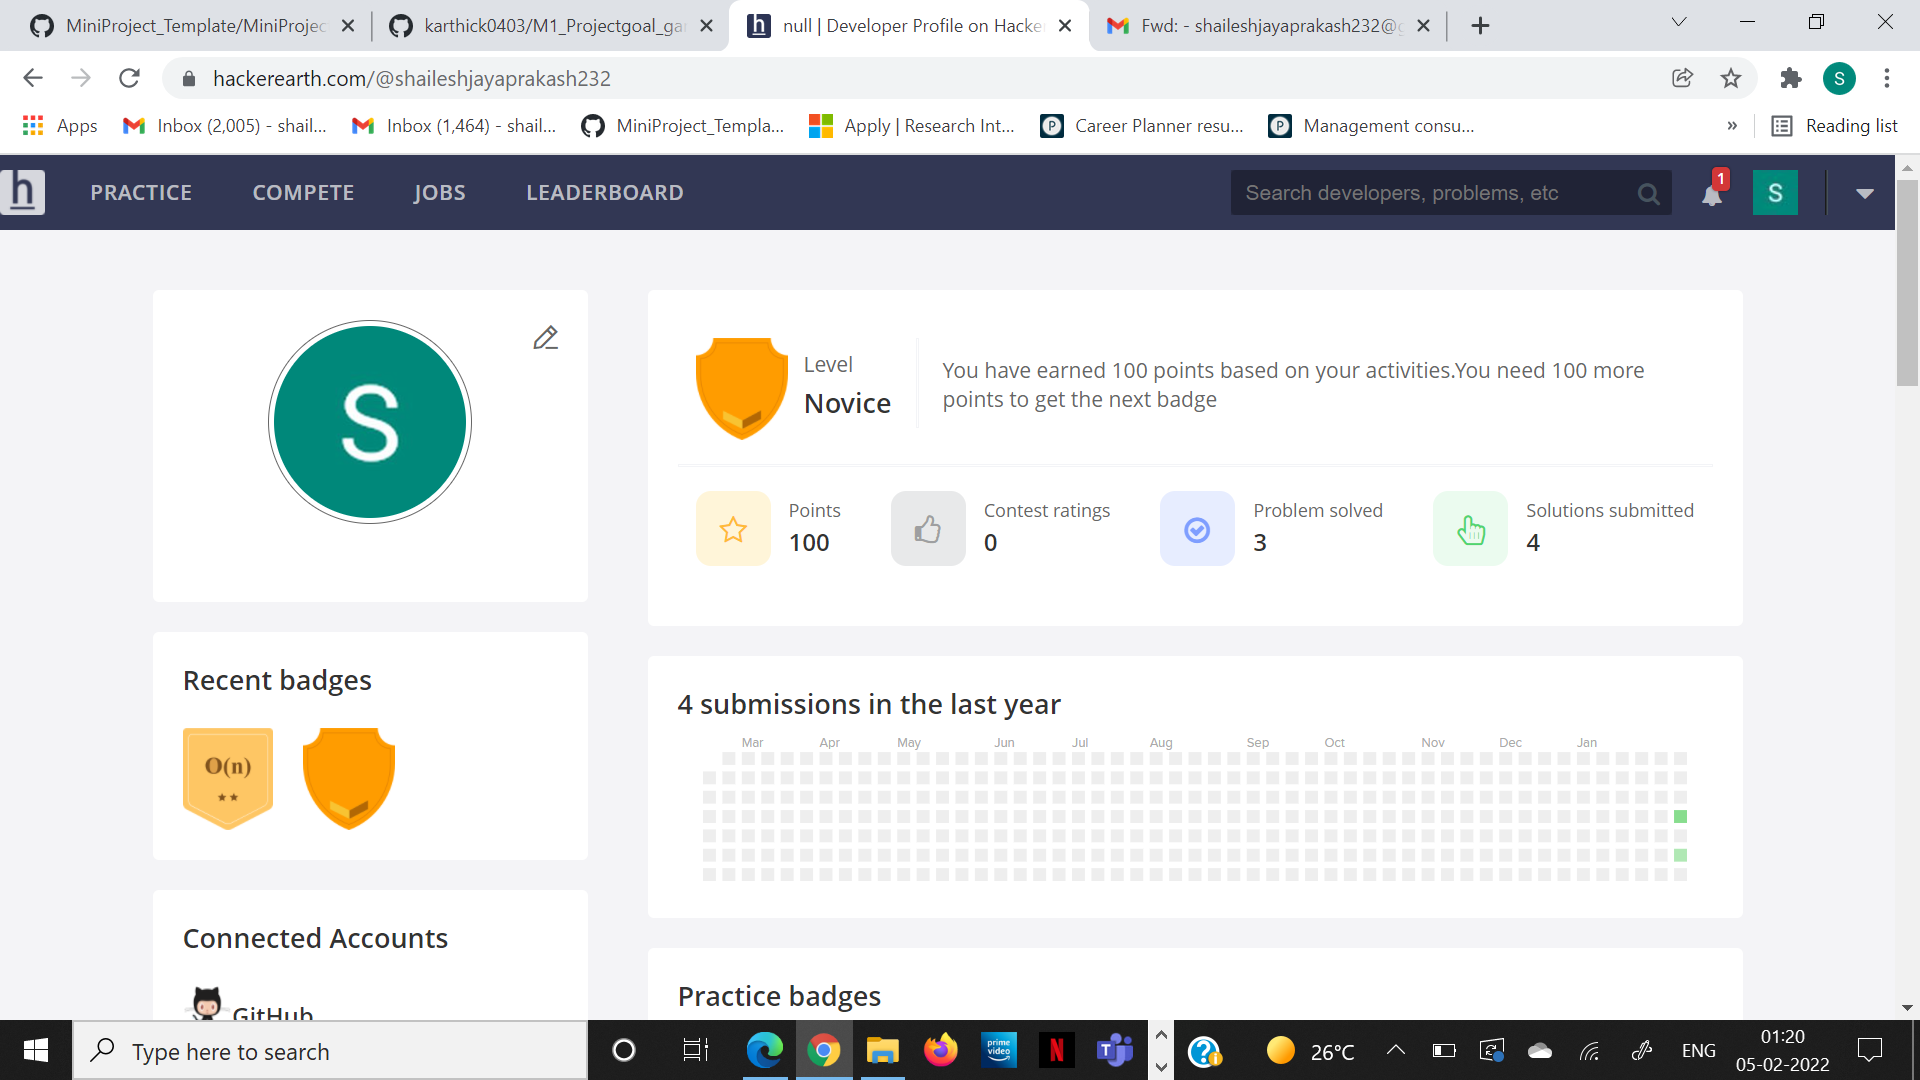 MiniProject_Template/MiniProjec
karthick0403/M1_Projectgoal_ga
null | Developer Profile on Hacke
Fwd: - shaileshjayaprakash232@g
hackerearth.com/@shaileshjayaprakash232
S
Apps
Inbox (2,005) - shail...
Inbox (1,464) - shail...
MiniProject_Templa...
Apply | Research Int...
Career Planner resu...
Management consu...
»
Reading list
h
PRACTICE
COMPETE
JOBS
LEADERBOARD
Search developers, problems, etc
1
S
S
Level
Novice
You have earned 100 points based on your activities.You need 100 more
points to get the next badge
Points
100
Contest ratings
0
Problem solved
3
Solutions submitted
4
Recent badges
O(n)
4 submissions in the last year
Mar Apr May Jun Jul Aug Sep Oct Nov Dec Jan
Connected Accounts
GitHub
Practice badges
Type here to search
prime video
N
T
26°C
ENG
01:20
05-02-2022